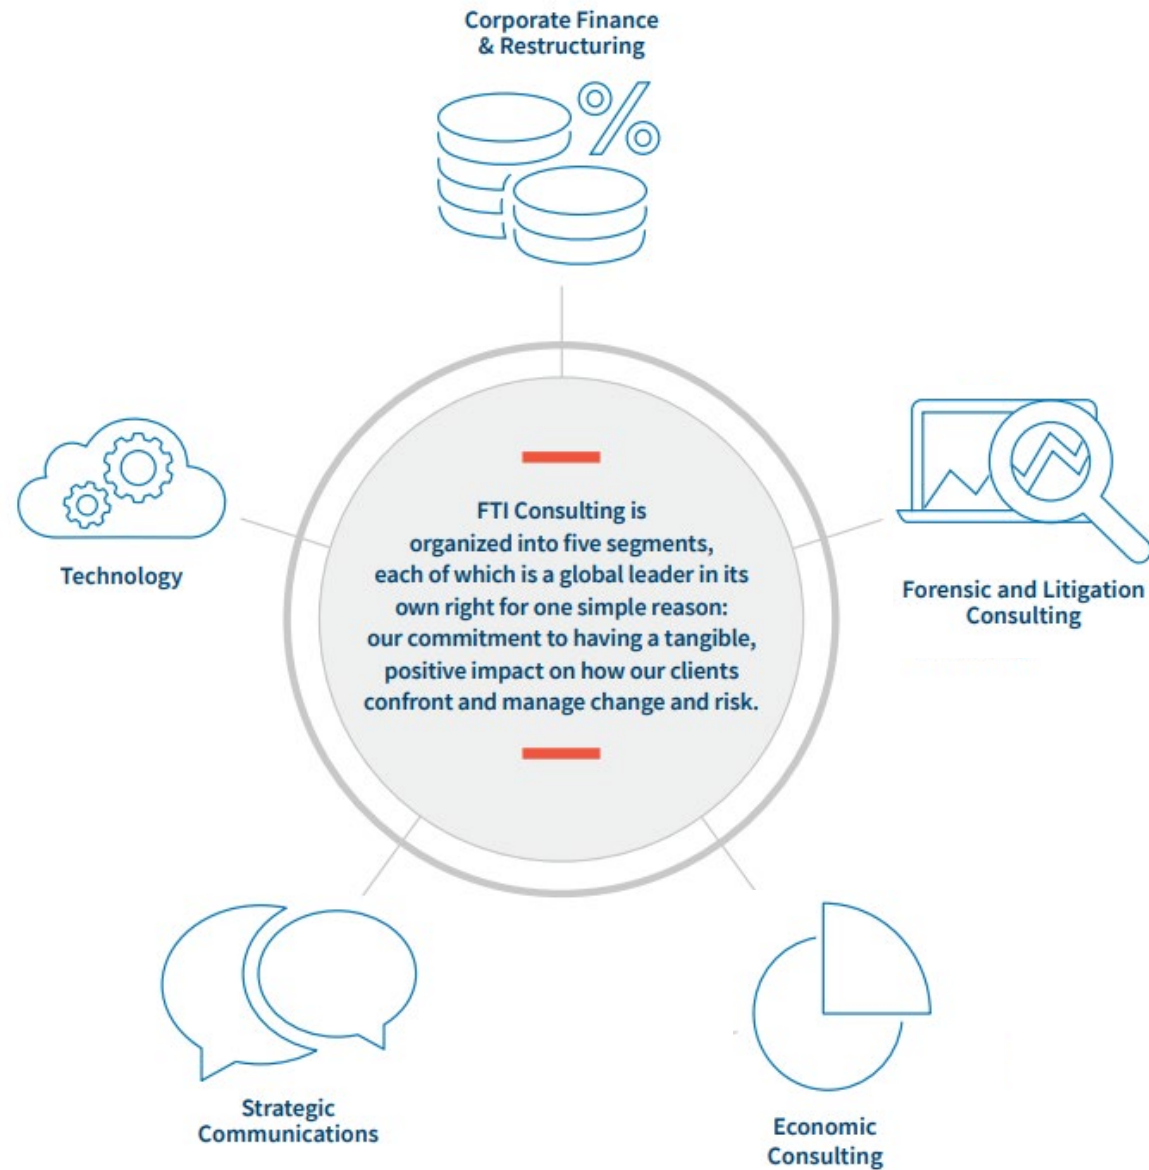 Corporate Finance
& Restructuring
%
FTI Consulting is
organized into five segments,
each of which is a global leader in its
own right for one simple reason:
our commitment to having a tangible,
positive impact on how our clients
confront and manage change and risk.
Technology
Forensic and Litigation
Consulting
Strategic
Communications
Economic
Consulting